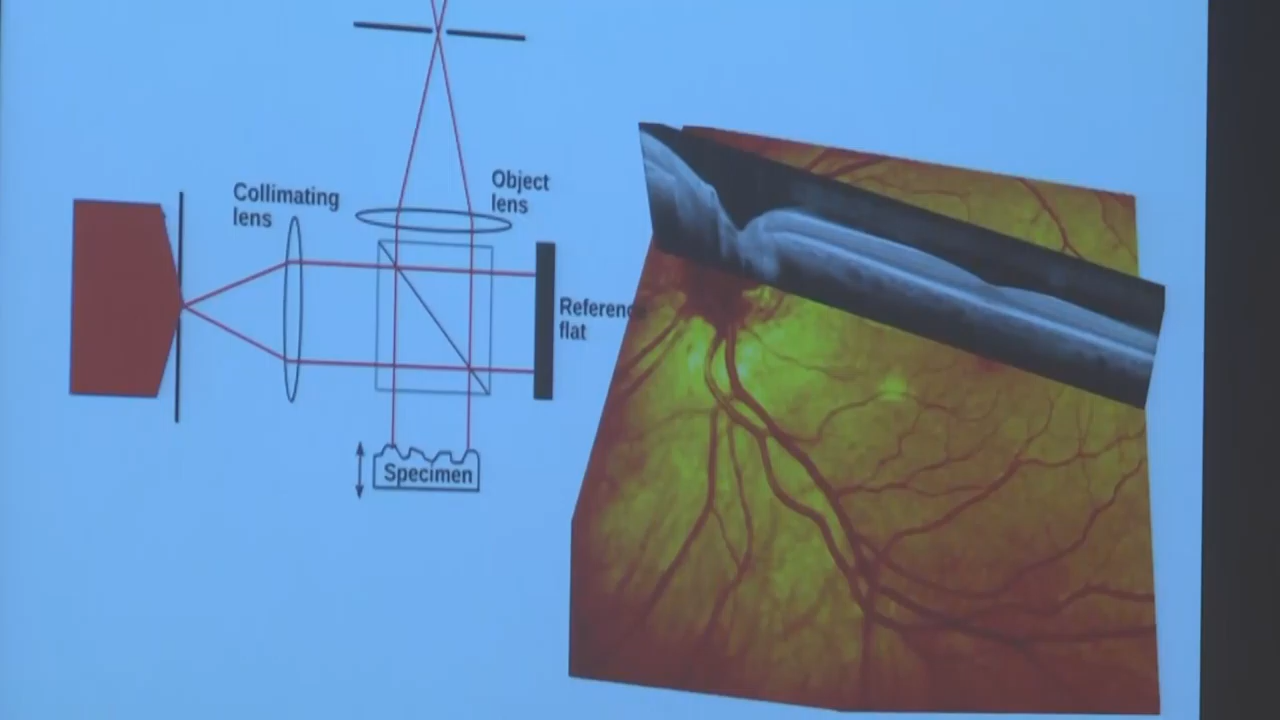 Collimating
lens
Object
lens
Reference
flat
Specimen